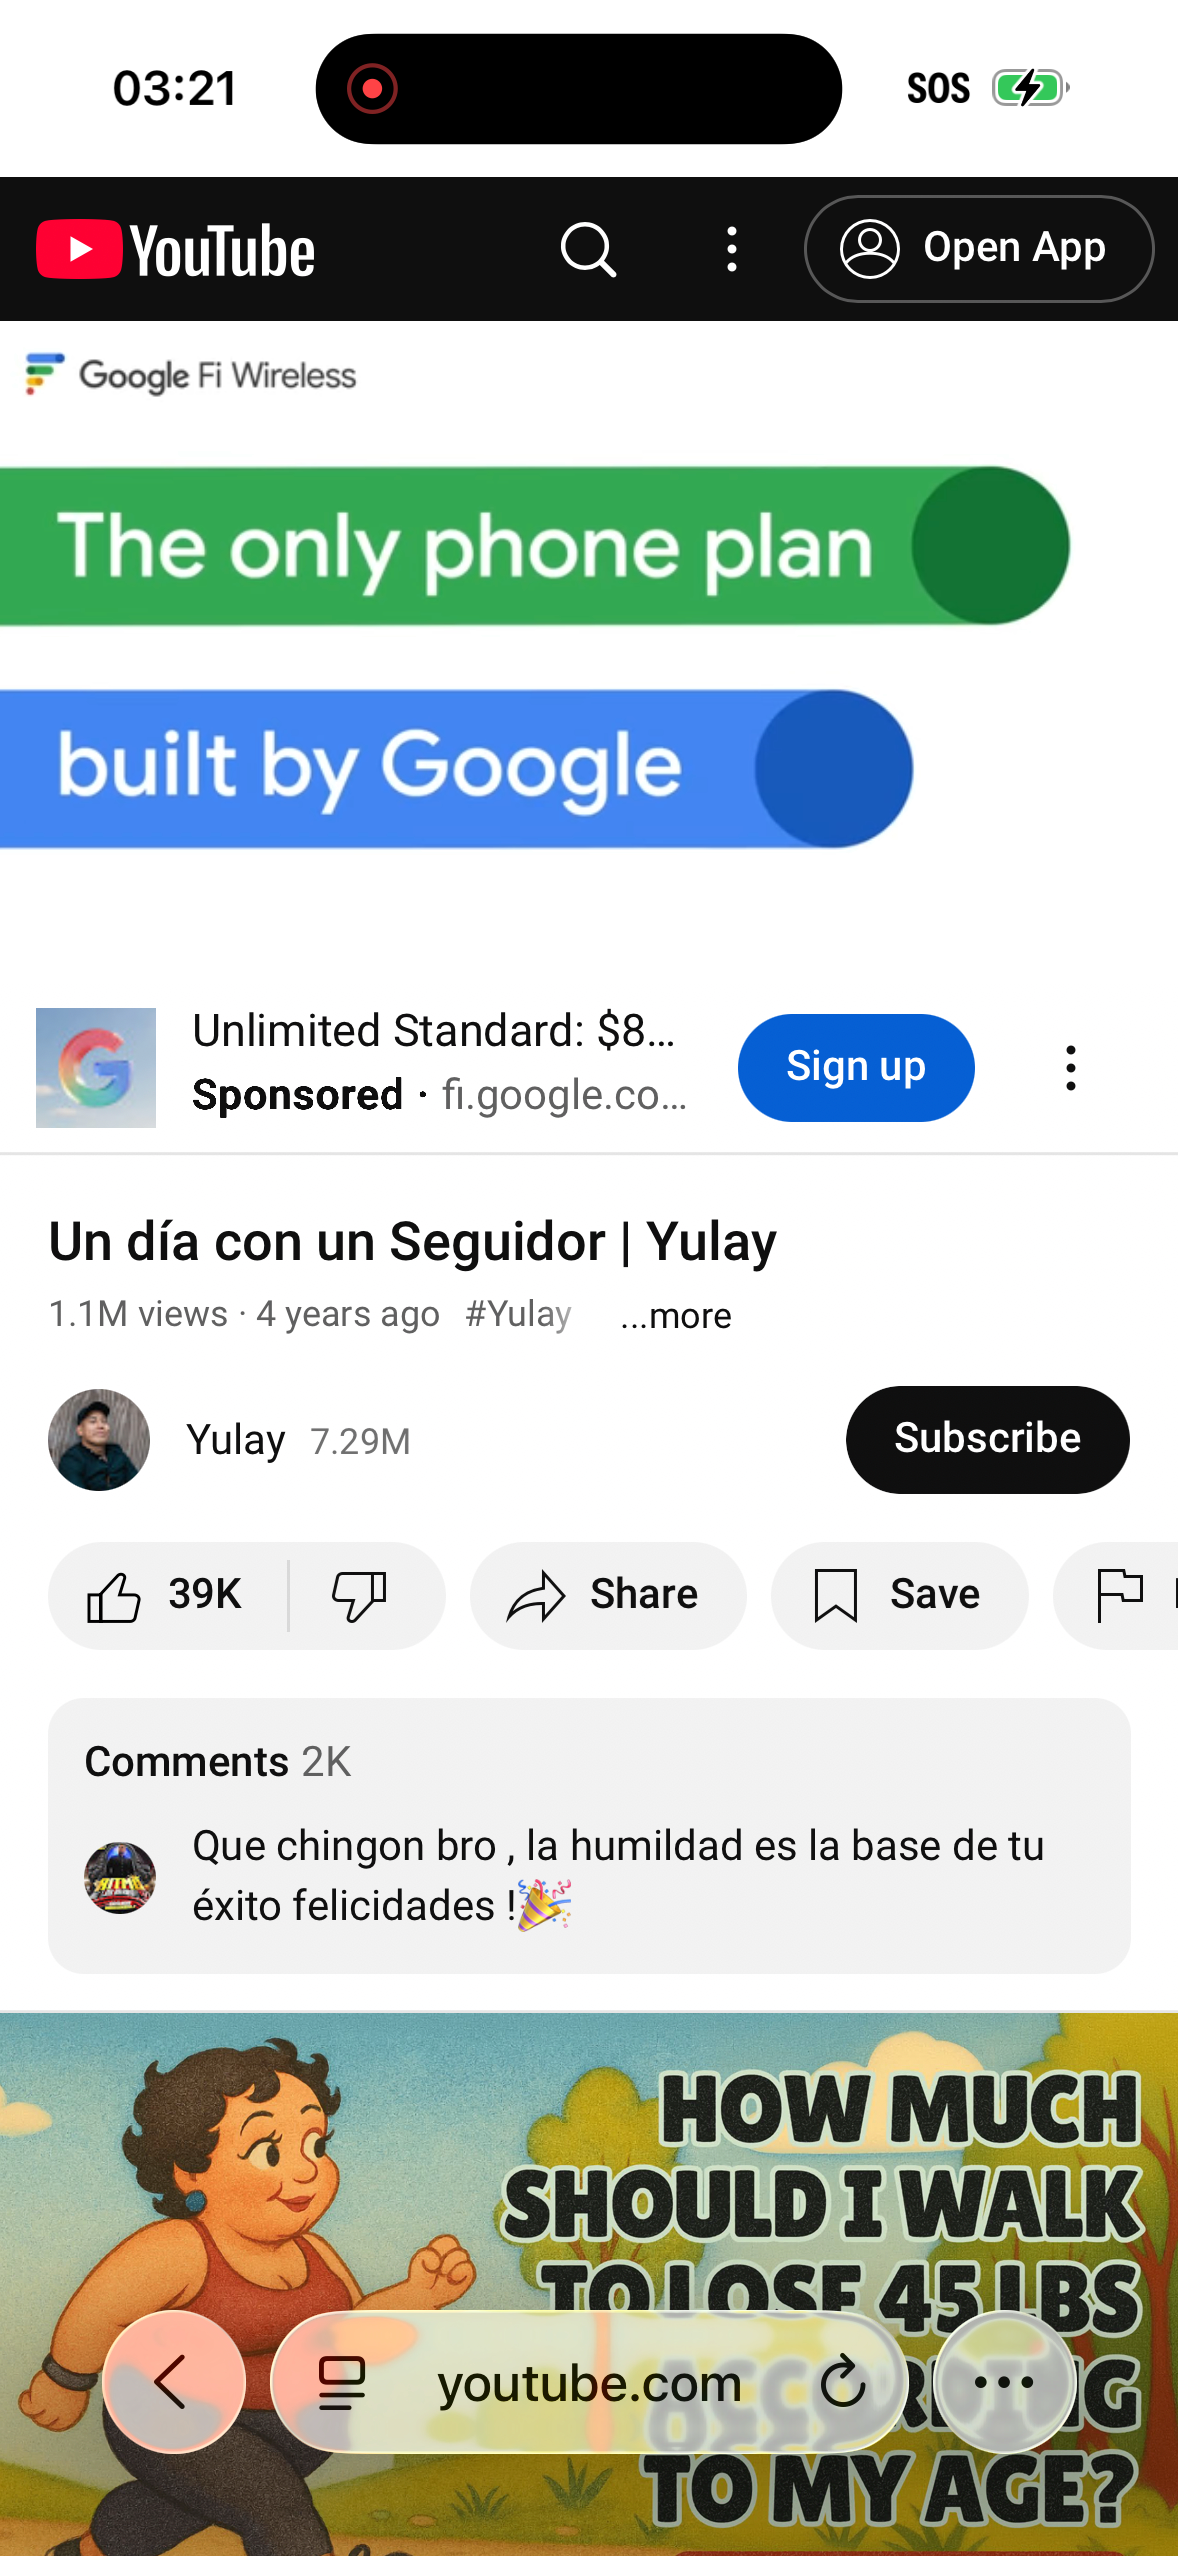 03:21
SOS
YouTube
Open App
Google Fi Wireless
The only phone plan
built by Google
Unlimited Standard: $8...
Sponsored · fi.google.co...
Sign up
Un día con un Seguidor | Yulay
1.1M views · 4 years ago #Yulay ...more
Yulay 7.29M
Subscribe
39K
Share
Save
Comments 2K
Que chingon bro , la humildad es la base de tu
éxito felicidades !🎉
HOW MUCH
SHOULD I WALK
TO LOSE 45 LBS
TO MY AGE?
youtube.com